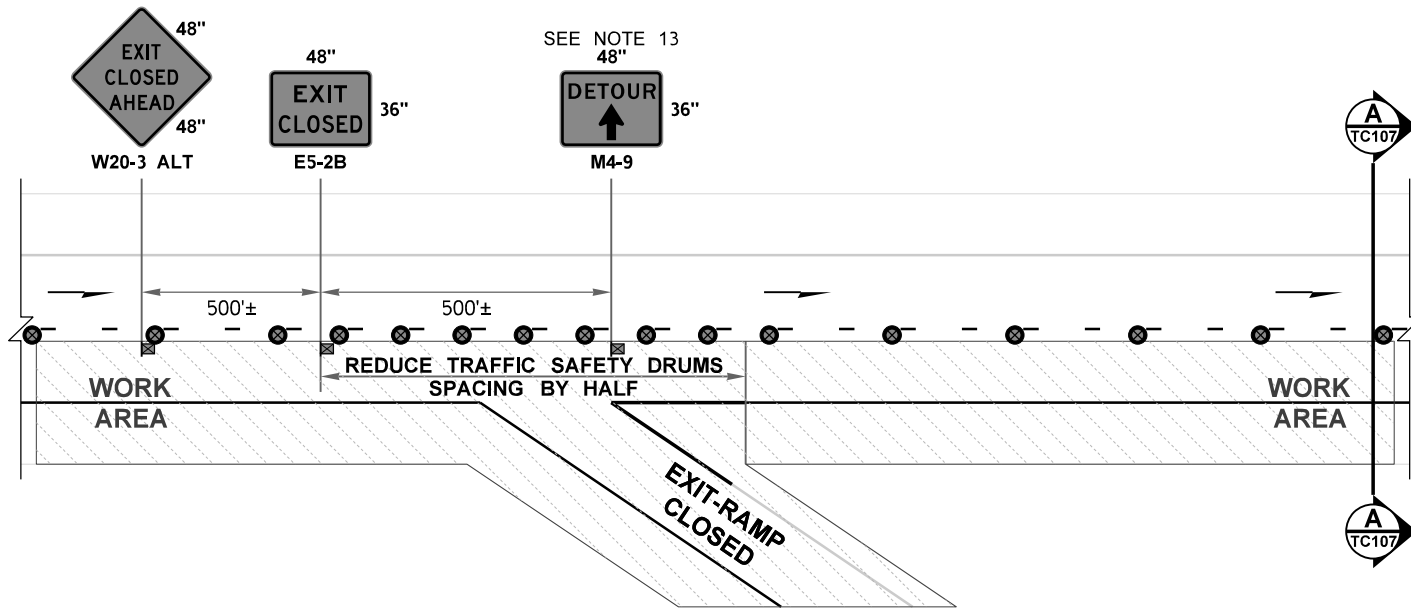 EXIT
CLOSED
AHEAD
48"
48"
W20-3 ALT
48"
EXIT
CLOSED
36"
E5-2B
SEE NOTE 13
48"
DETOUR
36"
M4-9
A
TC107
500'±
500'±
REDUCE TRAFFIC SAFETY DRUMS
SPACING BY HALF
WORK
AREA
WORK
AREA
EXIT-RAMP
CLOSED
A
TC107